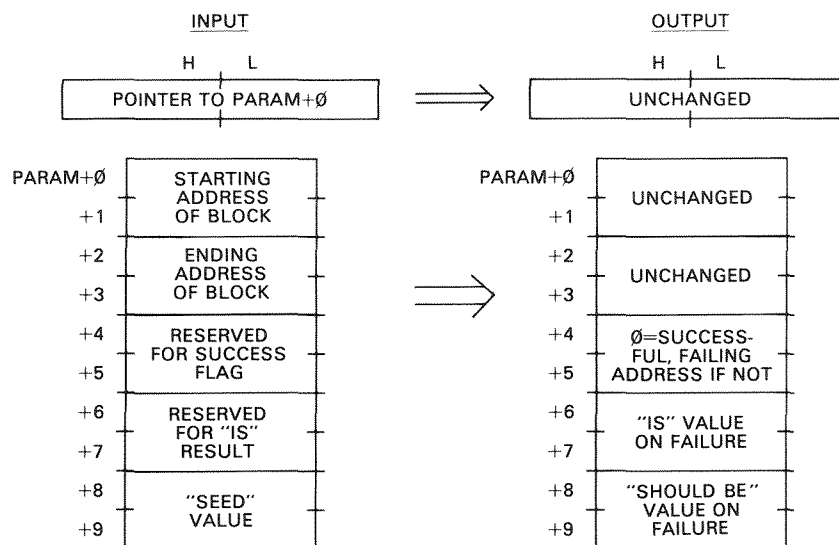 INPUT
H L
POINTER TO PARAM+Ø
PARAM+Ø
+1
STARTING
ADDRESS
OF BLOCK
+2
+3
ENDING
ADDRESS
OF BLOCK
+4
+5
RESERVED
FOR SUCCESS
FLAG
+6
+7
RESERVED
FOR "IS"
RESULT
+8
+9
"SEED"
VALUE
OUTPUT
H L
UNCHANGED
PARAM+Ø
+1
UNCHANGED
+2
+3
UNCHANGED
+4
+5
Ø=SUCCESS-
FUL, FAILING
ADDRESS IF NOT
+6
+7
"IS" VALUE
ON FAILURE
+8
+9
"SHOULD BE"
VALUE ON
FAILURE